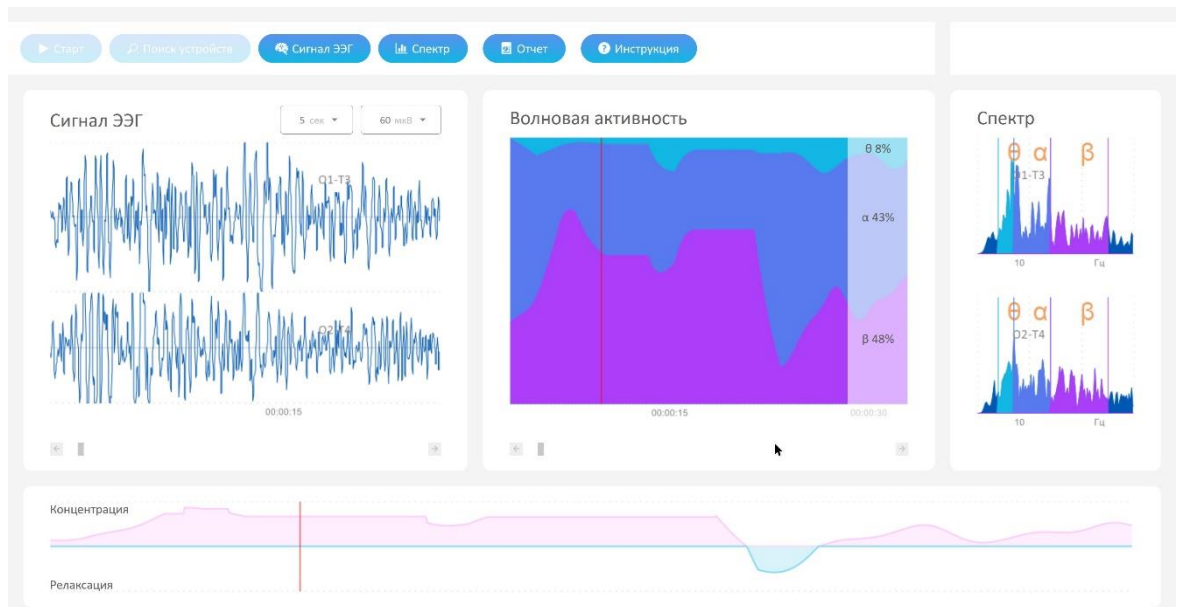 Старт
Поиск устройств
Сигнал ЭЭГ
Спектр
Отчет
Инструкция
Сигнал ЭЭГ
5 сек
60 мкВ
O1-T3
O2-T4
00:00:15
Волновая активность
θ 8%
α 43%
β 48%
00:00:15
00:00:30
Спектр
θ α β
O1-T3
10 Гц
θ α β
O2-T4
10 Гц
Концентрация
Релаксация